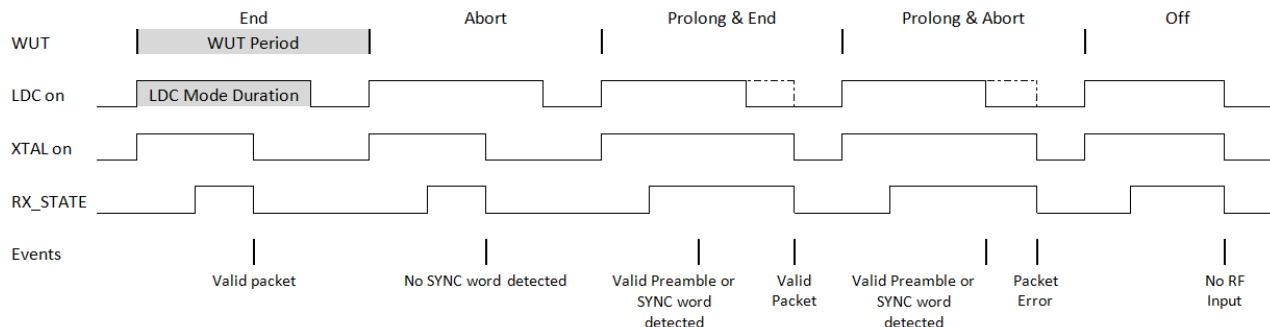 End Abort Prolong & End Prolong & Abort Off
WUT WUT Period
LDC on LDC Mode Duration
XTAL on
RX_STATE
Events
Valid packet
No SYNC word detected
Valid Preamble or
SYNC word
detected
Valid
Packet
Valid Preamble or
SYNC word
detected
Packet
Error
No RF
Input